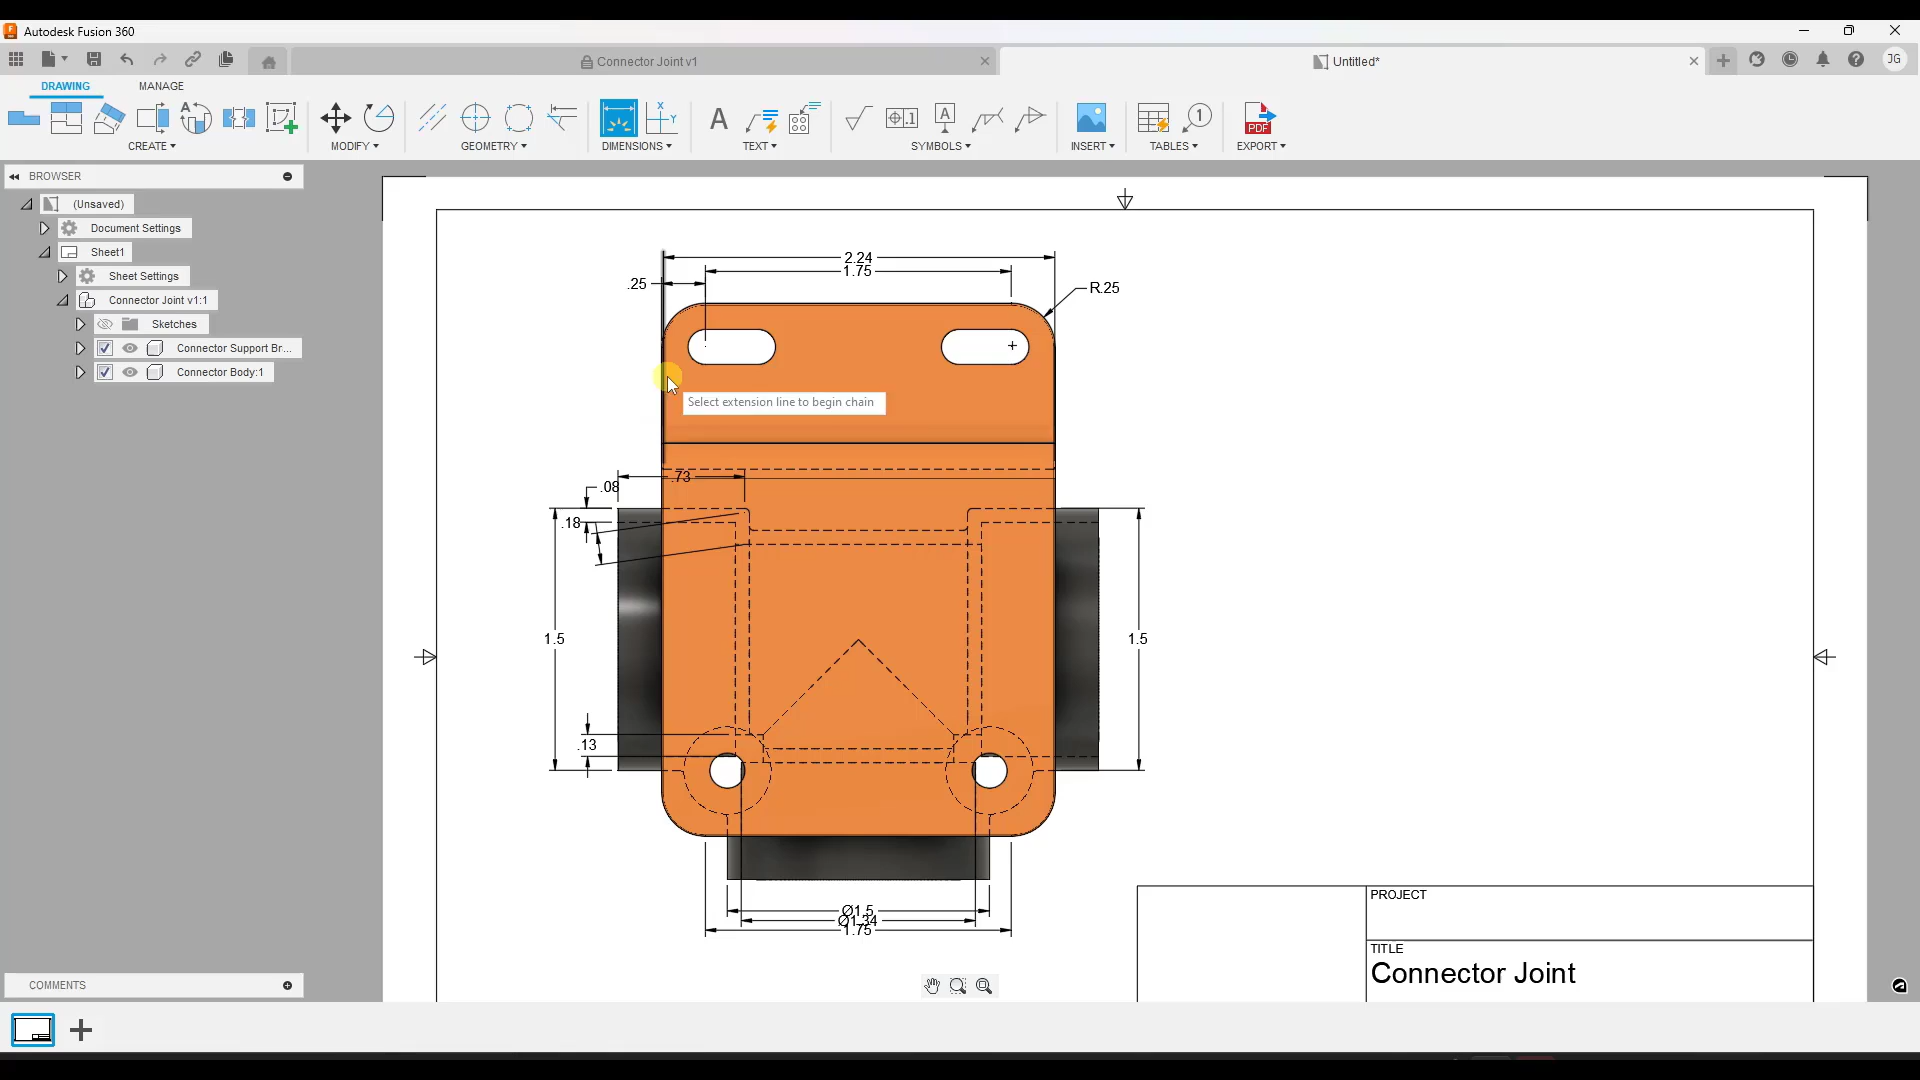 Autodesk Fusion 360
Connector Joint v1
Untitled*
JG
DRAWING
MANAGE
CREATE
MODIFY
GEOMETRY
DIMENSIONS
TEXT
SYMBOLS
INSERT
TABLES
EXPORT
PDF
BROWSER
(Unsaved)
Document Settings
Sheet1
Sheet Settings
Connector Joint v1:1
Sketches
Connector Support Br...
Connector Body:1
2.24
1.75
.25
R.25
Select extension line to begin chain
.73
.08
.18
1.5
1.5
.13
Ø1.5
Ø1.34
1.75
PROJECT
TITLE
Connector Joint
COMMENTS